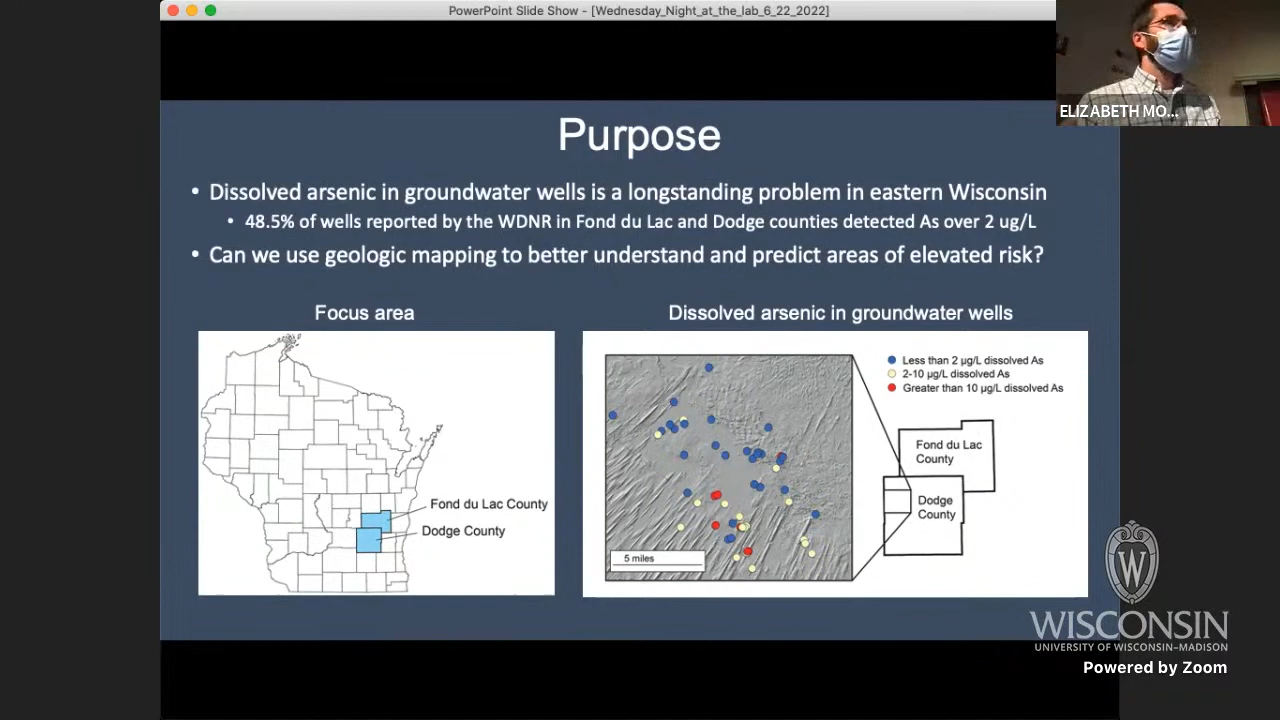 PowerPoint Slide Show - [Wednesday_Night_at_the_lab_6_22_2022]
ELIZABETH MO...
Purpose
• Dissolved arsenic in groundwater wells is a longstanding problem in eastern Wisconsin
• 48.5% of wells reported by the WDNR in Fond du Lac and Dodge counties detected As over 2 ug/L
• Can we use geologic mapping to better understand and predict areas of elevated risk?
Focus area
Fond du Lac County
Dodge County
Dissolved arsenic in groundwater wells
Less than 2 µg/L dissolved As
2-10 µg/L dissolved As
Greater than 10 µg/L dissolved As
Fond du Lac
County
Dodge
County
5 miles
W
WISCONSIN
UNIVERSITY OF WISCONSIN–MADISON
Powered by Zoom